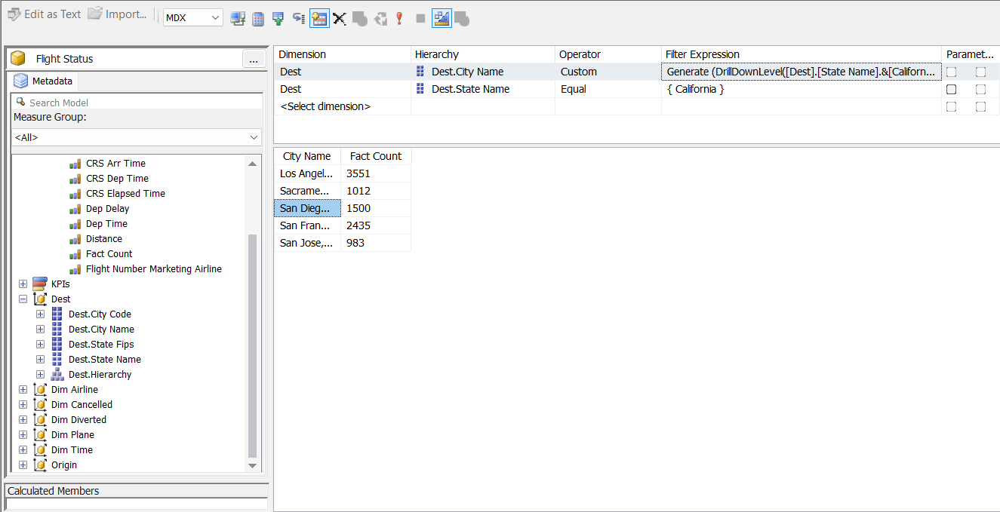 Edit as Text Import... MDX
Flight Status ...
Metadata
Search Model
Measure Group:
<All>
CRS Arr Time
CRS Dep Time
CRS Elapsed Time
Dep Delay
Dep Time
Distance
Fact Count
Flight Number Marketing Airline
KPIs
Dest
Dest.City Code
Dest.City Name
Dest.State Fips
Dest.State Name
Dest.Hierarchy
Dim Airline
Dim Cancelled
Dim Diverted
Dim Plane
Dim Time
Origin
Calculated Members
Dimension Hierarchy Operator Filter Expression Paramet...
Dest Dest.City Name Custom Generate (DrillDownLevel([Dest].[State Name].&[Californ...
Dest Dest.State Name Equal { California }
<Select dimension>
City Name Fact Count
Los Angel... 3551
Sacrame... 1012
San Dieg... 1500
San Fran... 2435
San Jose,... 983